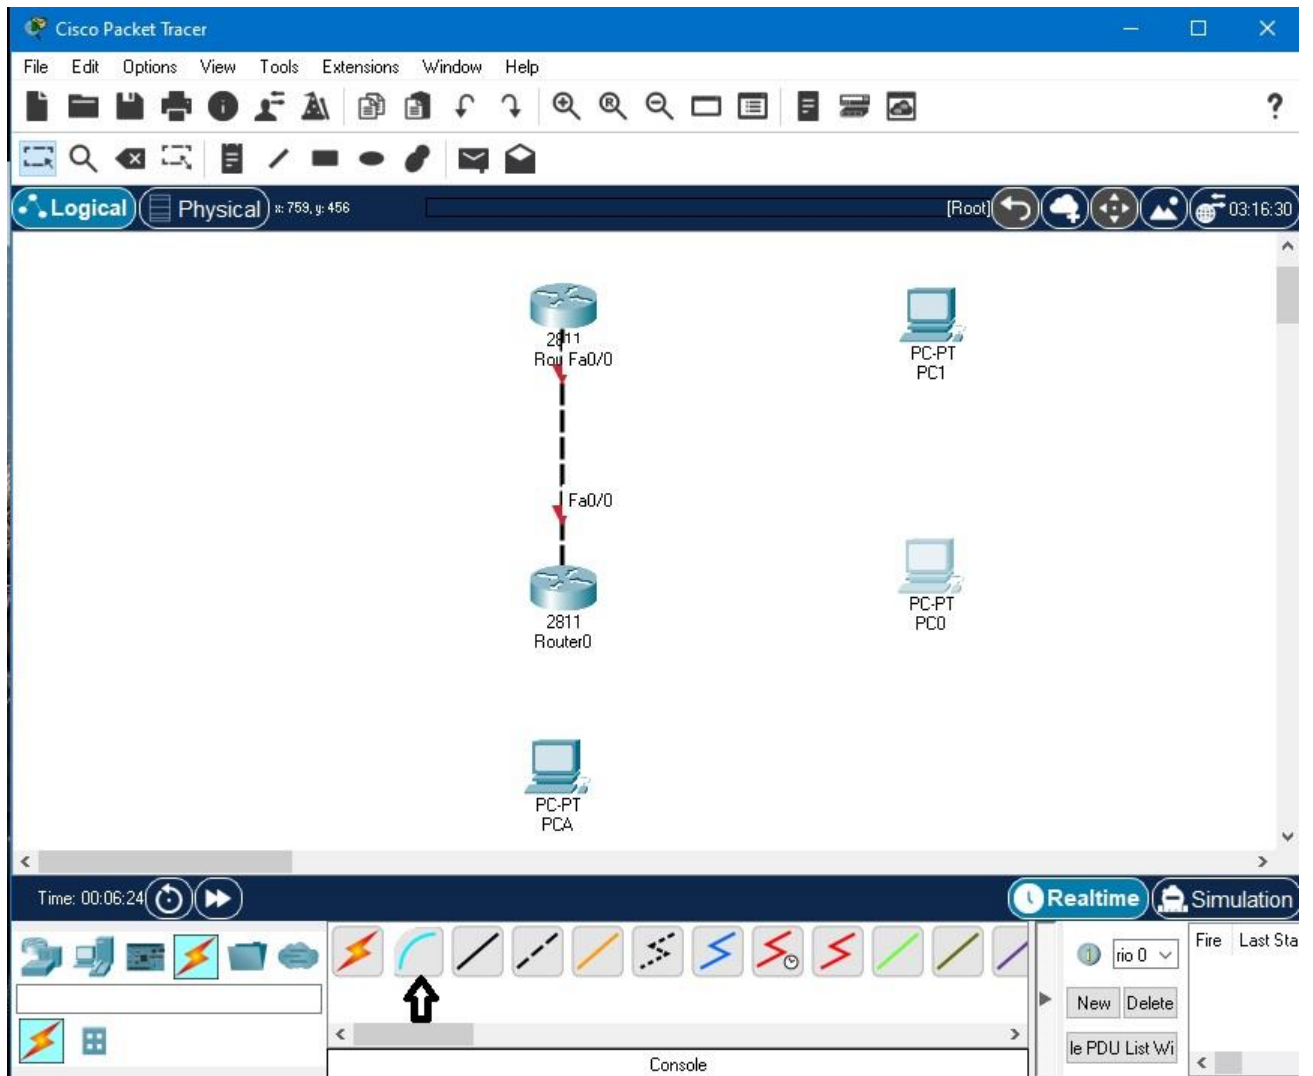 Cisco Packet Tracer
File Edit Options View Tools Extensions Window Help
?
Logical Physical x: 759, y: 456 [Root] 03:16:30
2811
Rou Fa0/0
Fa0/0
2811
Router0
PC-PT
PC1
PC-PT
PC0
PC-PT
PCA
Time: 00:06:24 Realtime Simulation
rio 0 Fire Last Sta
New Delete
le PDU List Wi
Console